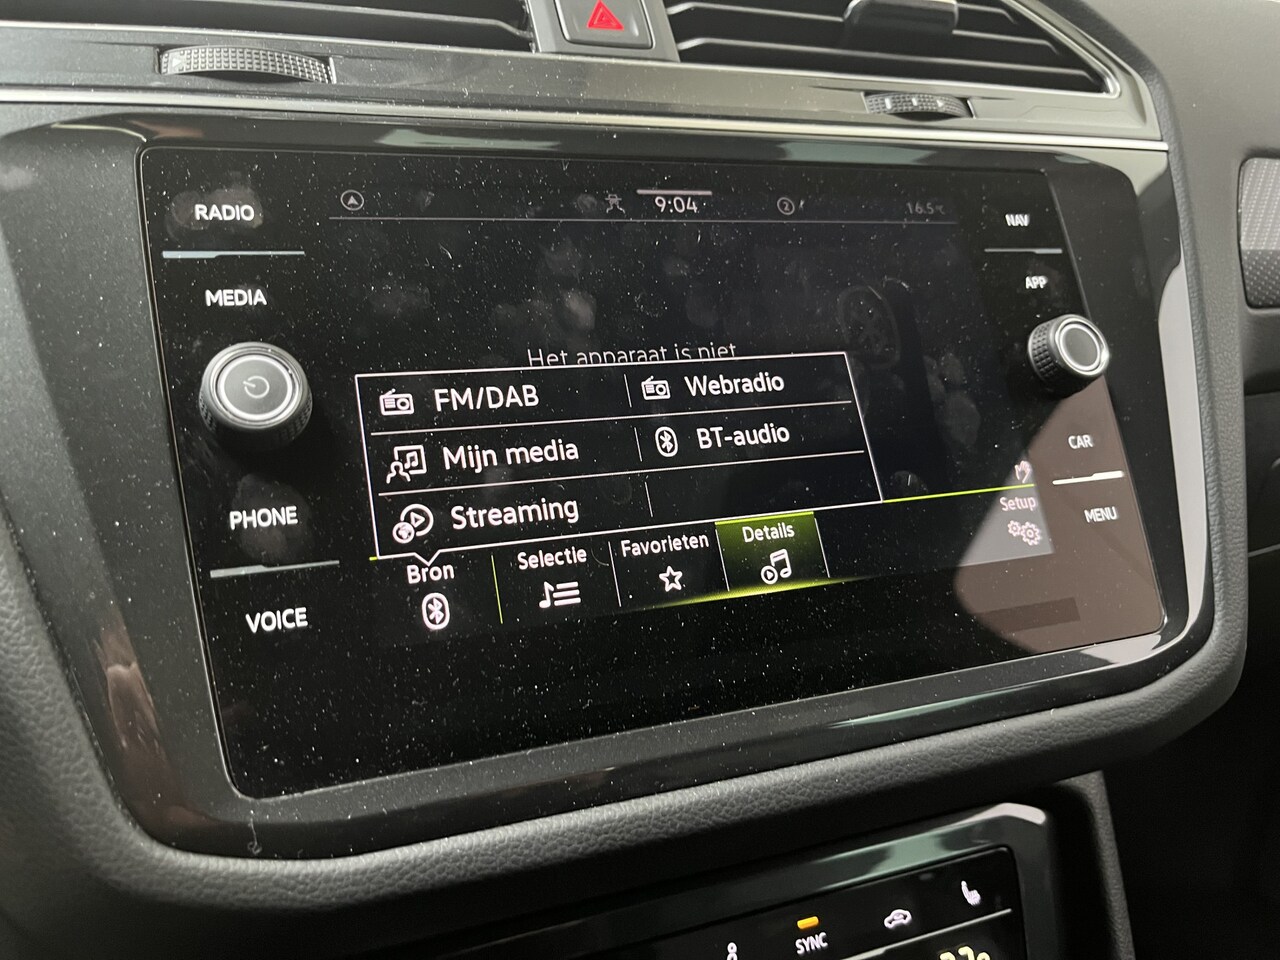 RADIO
MEDIA
PHONE
VOICE
9:04
2
16.5°C
NAV
APP
CAR
MENU
Het apparaat is niet
FM/DAB
Webradio
Mijn media
BT-audio
Streaming
Bron
Selectie
Favorieten
Details
Setup
SYNC